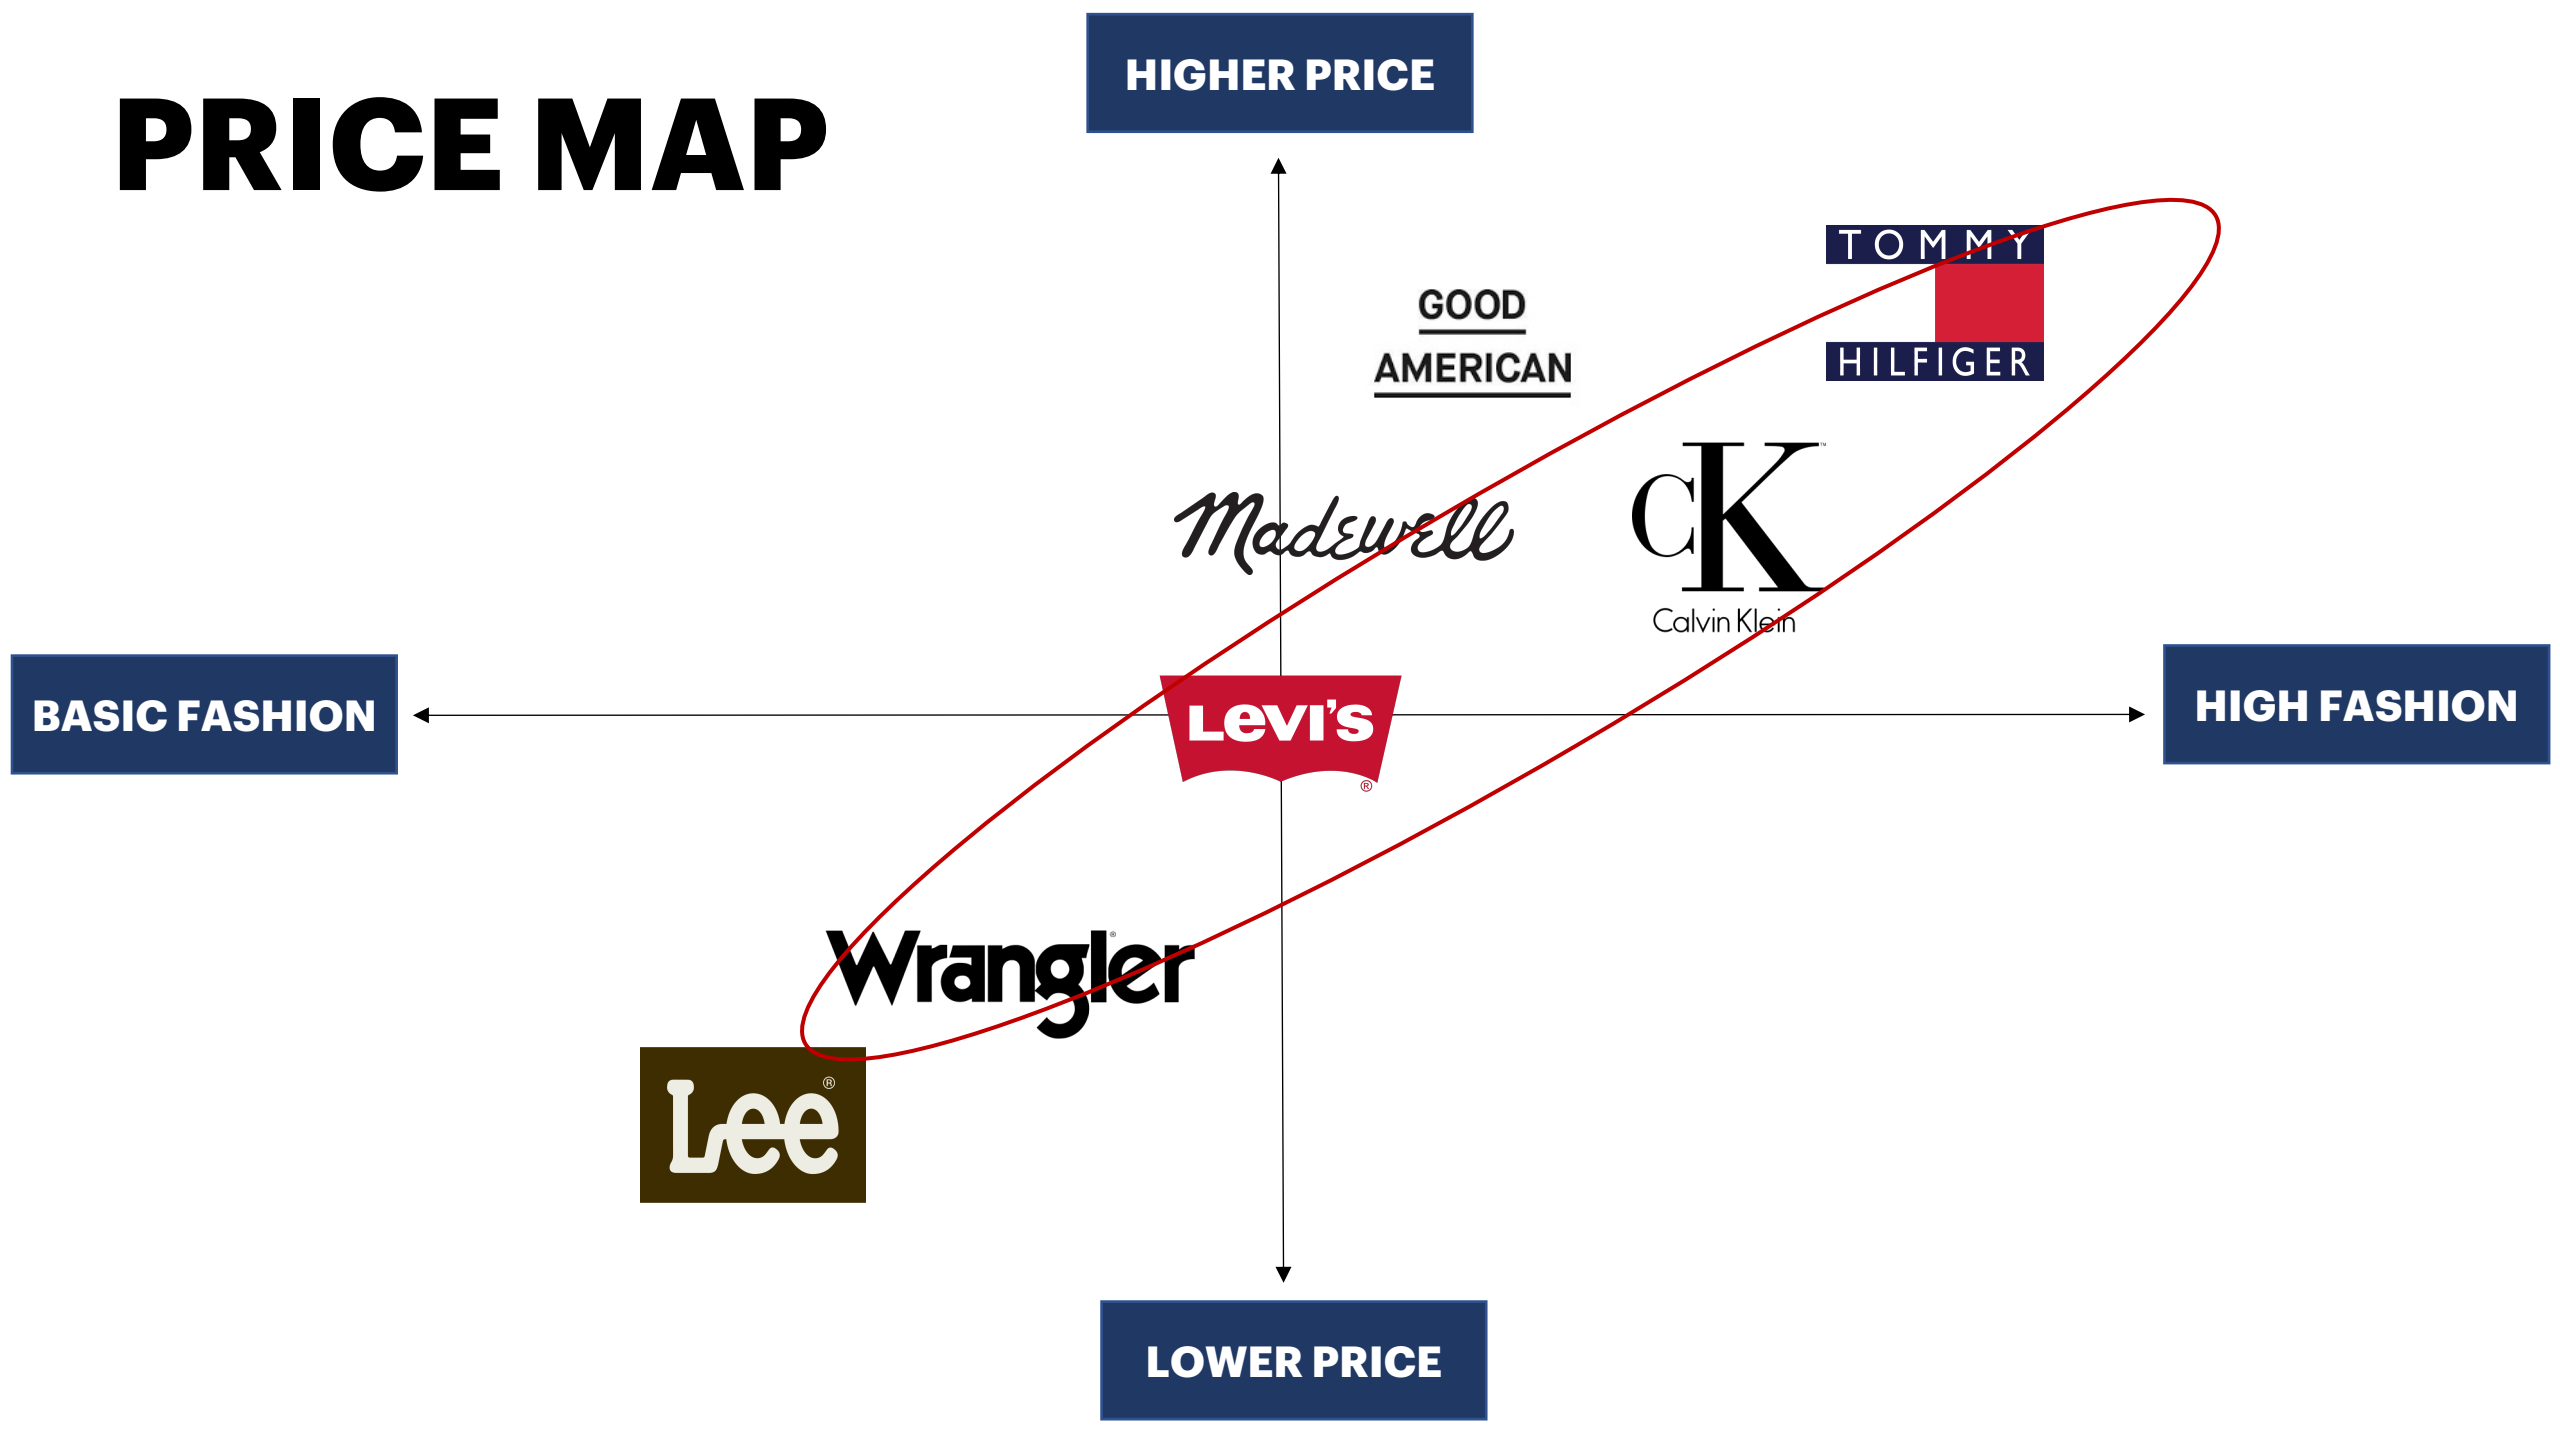 HIGHER PRICE
PRICE MAP
TOMMY
HILFIGER
GOOD
AMERICAN
Madewell
CK™
Calvin Klein
BASIC FASHION
LEVI'S
®
HIGH FASHION
Wrangler®
Lee®
LOWER PRICE